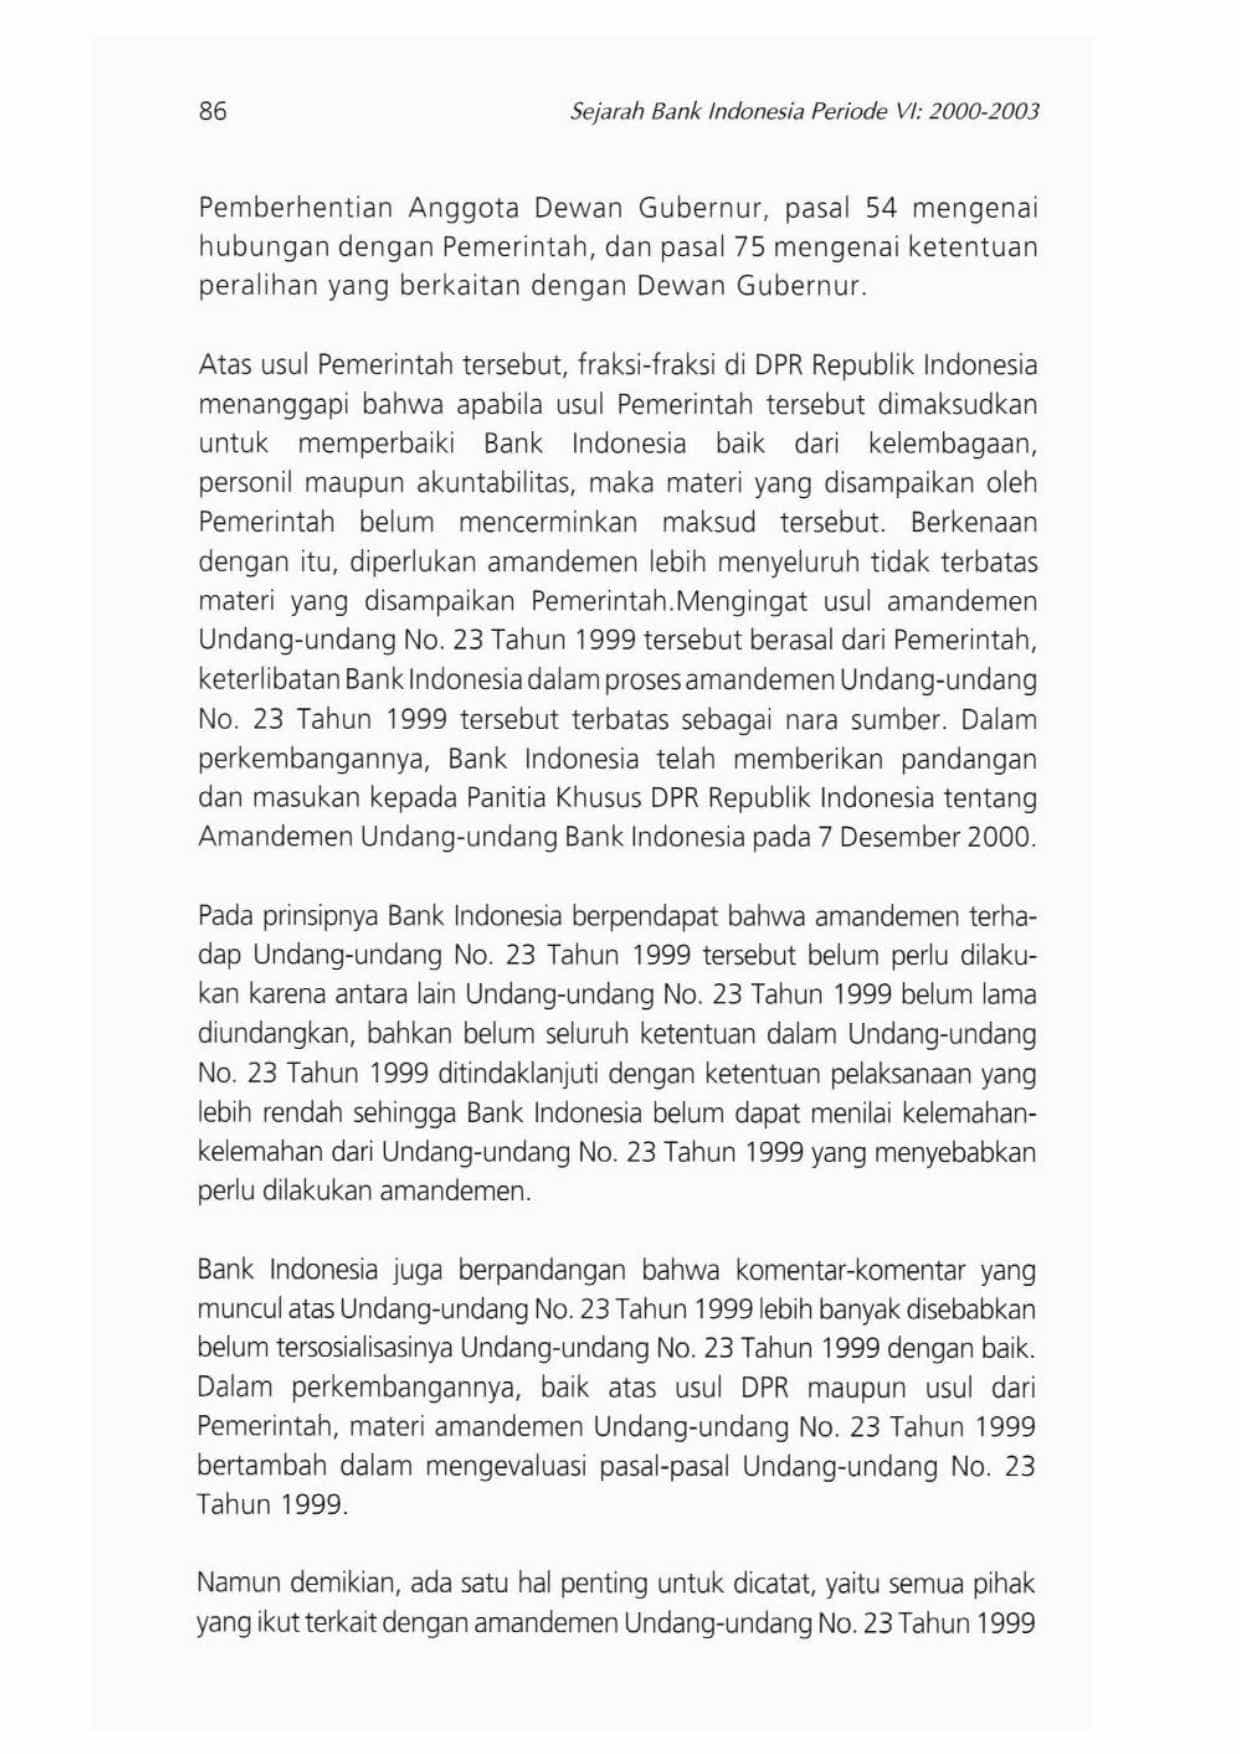 86
Sejarah Bank Indonesia Periode VI: 2000-2003
Pemberhentian Anggota Dewan Gubernur, pasal 54 mengenai
hubungan dengan Pemerintah, dan pasal 75 mengenai ketentuan
peralihan yang berkaitan dengan Dewan Gubernur.
Atas usul Pemerintah tersebut, fraksi-fraksi di DPR Republik Indonesia
menanggapi bahwa apabila usul Pemerintah tersebut dimaksudkan
untuk memperbaiki Bank Indonesia baik dari kelembagaan,
personil maupun akuntabilitas, maka materi yang disampaikan oleh
Pemerintah belum mencerminkan maksud tersebut. Berkenaan
dengan itu, diperlukan amandemen lebih menyeluruh tidak terbatas
materi yang disampaikan Pemerintah.Mengingat usul amandemen
Undang-undang No. 23 Tahun 1999 tersebut berasal dari Pemerintah,
keterlibatan Bank Indonesia dalam proses amandemen Undang-undang
No. 23 Tahun 1999 tersebut terbatas sebagai nara sumber. Dalam
perkembangannya, Bank Indonesia telah memberikan pandangan
dan masukan kepada Panitia Khusus DPR Republik Indonesia tentang
Amandemen Undang-undang Bank Indonesia pada 7 Desember 2000.
Pada prinsipnya Bank Indonesia berpendapat bahwa amandemen terha-
dap Undang-undang No. 23 Tahun 1999 tersebut belum perlu dilaku-
kan karena antara lain Undang-undang No. 23 Tahun 1999 belum lama
diundangkan, bahkan belum seluruh ketentuan dalam Undang-undang
No. 23 Tahun 1999 ditindaklanjuti dengan ketentuan pelaksanaan yang
lebih rendah sehingga Bank Indonesia belum dapat menilai kelemahan-
kelemahan dari Undang-undang No. 23 Tahun 1999 yang menyebabkan
perlu dilakukan amandemen.
Bank Indonesia juga berpandangan bahwa komentar-komentar yang
muncul atas Undang-undang No. 23 Tahun 1999 lebih banyak disebabkan
belum tersosialisasinya Undang-undang No. 23 Tahun 1999 dengan baik.
Dalam perkembangannya, baik atas usul DPR maupun usul dari
Pemerintah, materi amandemen Undang-undang No. 23 Tahun 1999
bertambah dalam mengevaluasi pasal-pasal Undang-undang No. 23
Tahun 1999.
Namun demikian, ada satu hal penting untuk dicatat, yaitu semua pihak
yang ikut terkait dengan amandemen Undang-undang No. 23 Tahun 1999